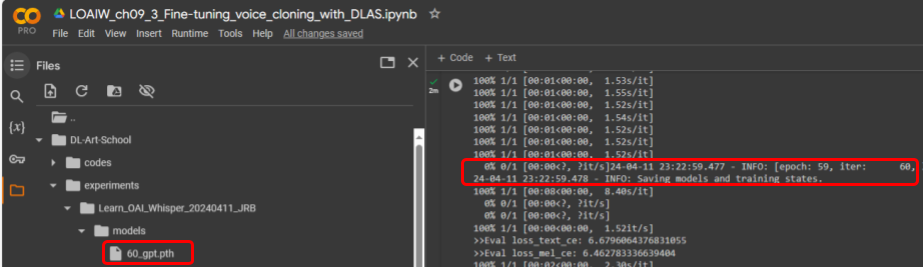 CO LOAIW_ch09_3_Fine-tuning_voice_cloning_with_DLAS.ipynb
PRO File Edit View Insert Runtime Tools Help All changes saved
Files
..
{x}
DL-Art-School
codes
experiments
Learn_OAI_Whisper_20240411_JRB
models
60_gpt.pth
+ Code + Text
2m
100% 1/1 [00:01<00:00, 1.53s/it]
100% 1/1 [00:01<00:00, 1.55s/it]
100% 1/1 [00:01<00:00, 1.52s/it]
100% 1/1 [00:01<00:00, 1.54s/it]
100% 1/1 [00:01<00:00, 1.52s/it]
100% 1/1 [00:01<00:00, 1.52s/it]
100% 1/1 [00:01<00:00, 1.52s/it]
0% 0/1 [00:00<?, ?it/s]24-04-11 23:22:59.477 - INFO: [epoch: 59, iter: 60,
24-04-11 23:22:59.478 - INFO: Saving models and training states.
100% 1/1 [00:08<00:00, 8.40s/it]
0% 0/1 [00:00<?, ?it/s]
0% 0/1 [00:00<?, ?it/s]
100% 1/1 [00:00<00:00, 1.52it/s]
>>Eval loss_text_ce: 6.6796064376831055
>>Eval loss_mel_ce: 6.462783336639404
100% 1/1 [00:02<00:00, 2.30s/it]